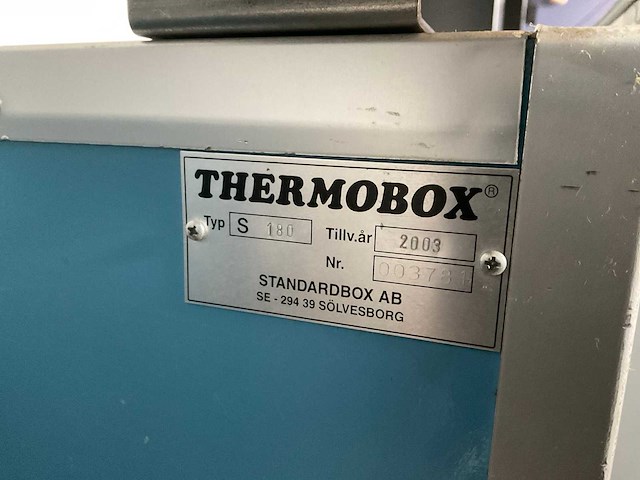 THERMOBOX®
Typ S 180 Tillv.år 2003
Nr.
STANDARDBOX AB
SE - 294 39 SÖLVESBORG